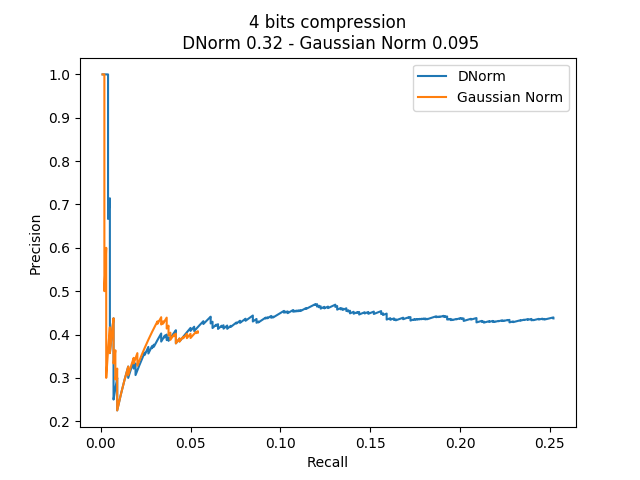 4 bits compression
DNorm 0.32 - Gaussian Norm 0.095
DNorm
Gaussian Norm
1.0
0.9
0.8
0.7
0.6
0.5
0.4
0.3
0.2
Precision
0.00 0.05 0.10 0.15 0.20 0.25
Recall